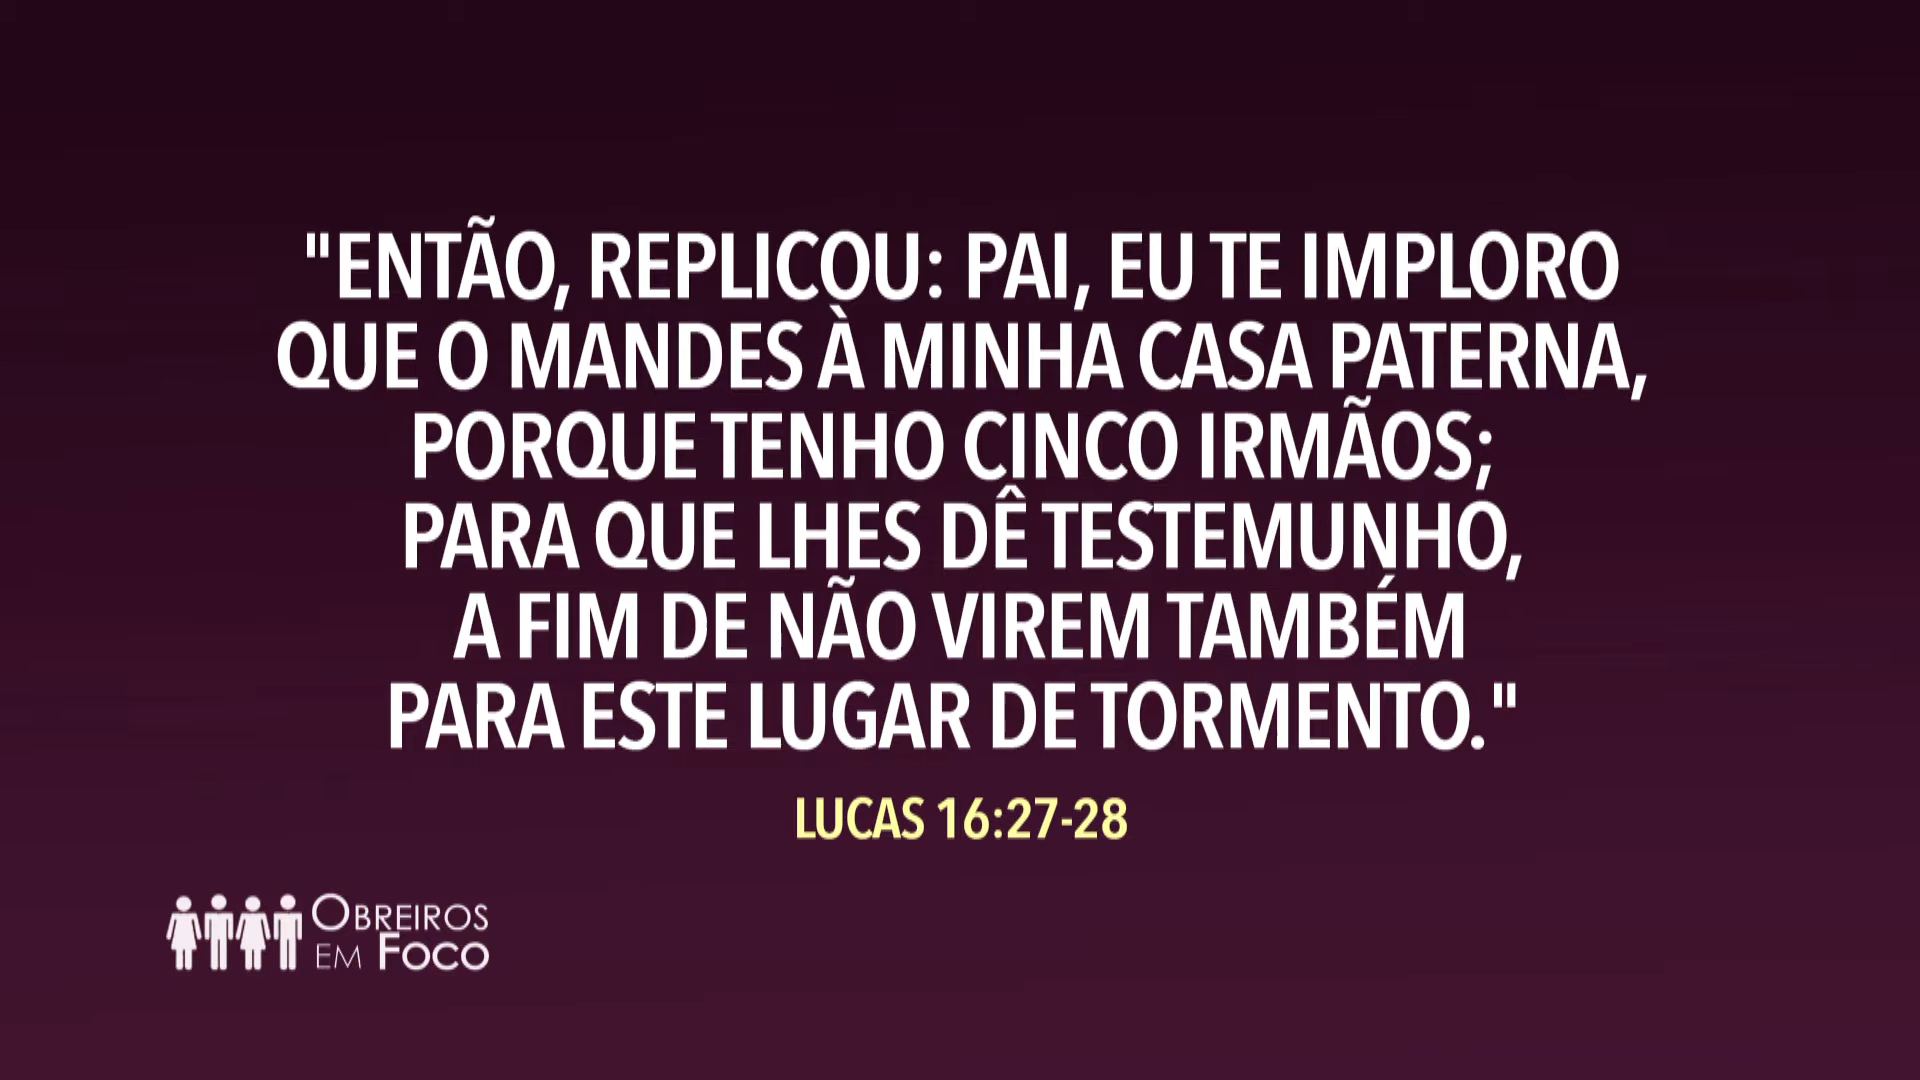 "ENTÃO, REPLICOU: PAI, EU TE IMPLORO
QUE O MANDES À MINHA CASA PATERNA,
PORQUE TENHO CINCO IRMÃOS;
PARA QUE LHES DÊ TESTEMUNHO,
A FIM DE NÃO VIREM TAMBÉM
PARA ESTE LUGAR DE TORMENTO."
LUCAS 16:27-28
OBREIROS
EM FOCO